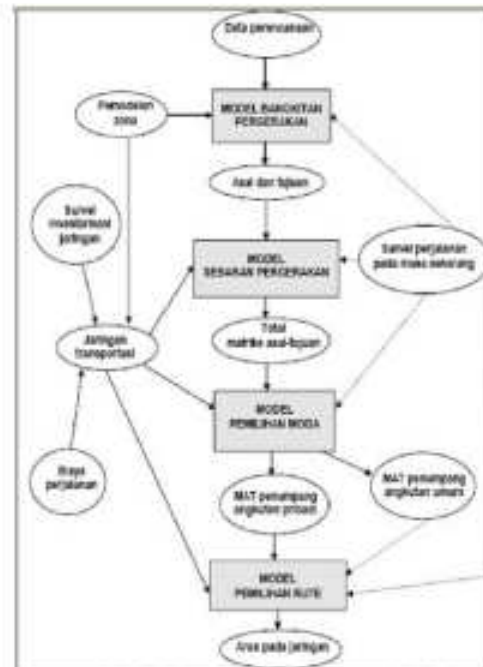 Data perencanaan
MODEL BANGKITAN
PERGERAKAN
Pemodelan
zona
Asal dan tujuan
Survei
inventarisasi
jaringan
MODEL
SEBARAN PERGERAKAN
Survei perjalanan
pada masa sekarang
Jaringan
transportasi
Total
matriks asal-tujuan
MODEL
PEMILIHAN MODA
Biaya
perjalanan
MAT penumpang
angkutan pribadi
MAT penumpang
angkutan umum
MODEL
PEMILIHAN RUTE
Arus pada jaringan